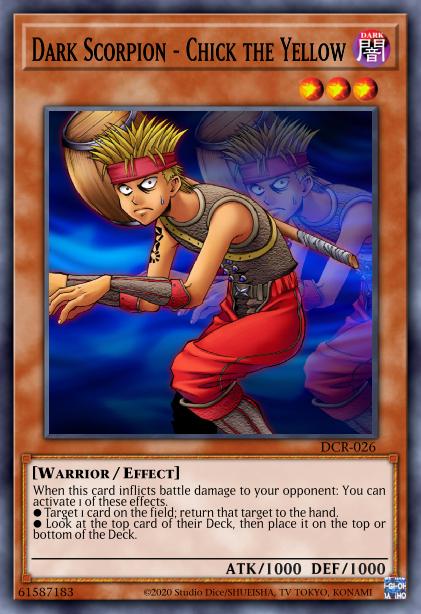 Dark Scorpion - Chick the Yellow
DARK
闇
DCR-026
[Warrior / Effect]
When this card inflicts battle damage to your opponent: You can
activate 1 of these effects.
● Target 1 card on the field; return that target to the hand.
● Look at the top card of their Deck, then place it on the top or
bottom of the Deck.
ATK/1000 DEF/1000
61587183
©2020 Studio Dice/SHUEISHA, TV TOKYO, KONAMI